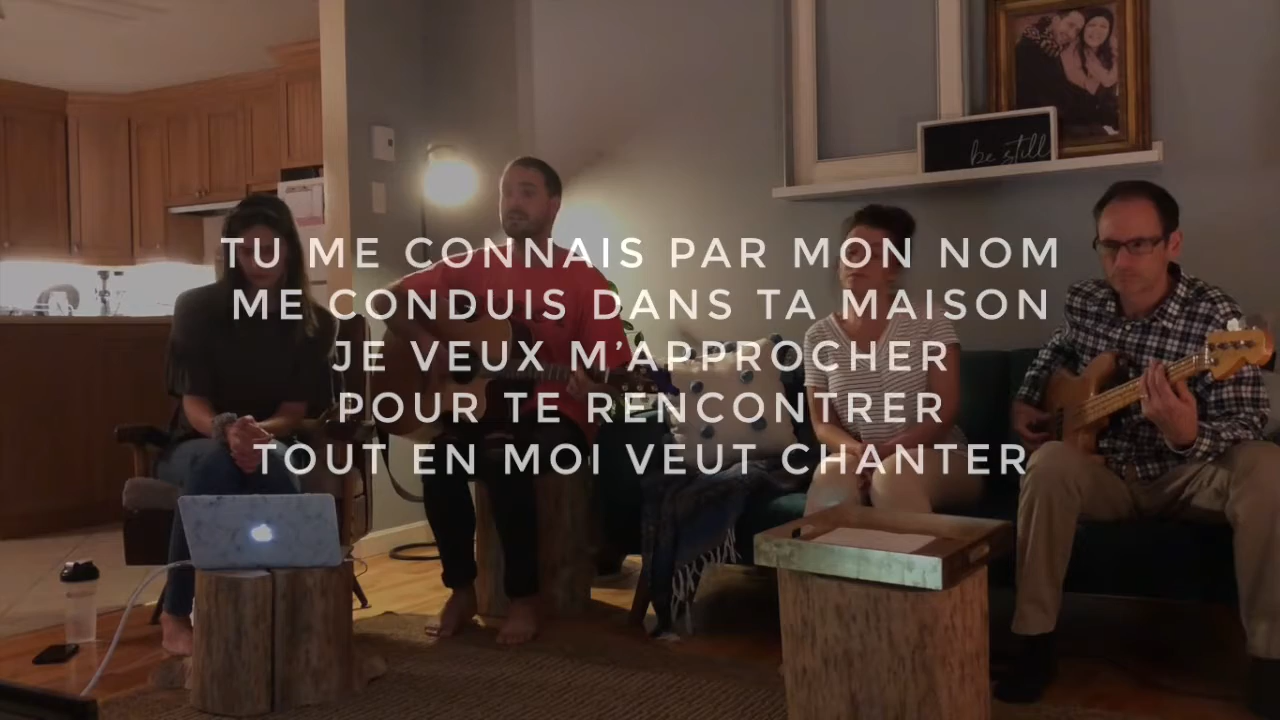 be still
TU ME CONNAIS PAR MON NOM
ME CONDUIS DANS TA MAISON
JE VEUX M’APPROCHER
POUR TE RENCONTRER
TOUT EN MOI VEUT CHANTER